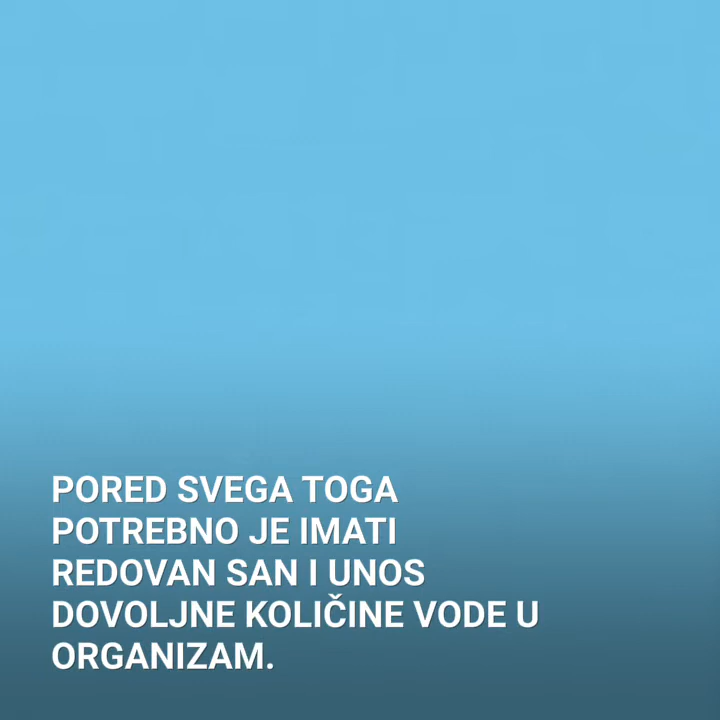 PORED SVEGA TOGA
POTREBNO JE IMATI
REDOVAN SAN I UNOS
DOVOLJNE KOLIČINE VODE U
ORGANIZAM.